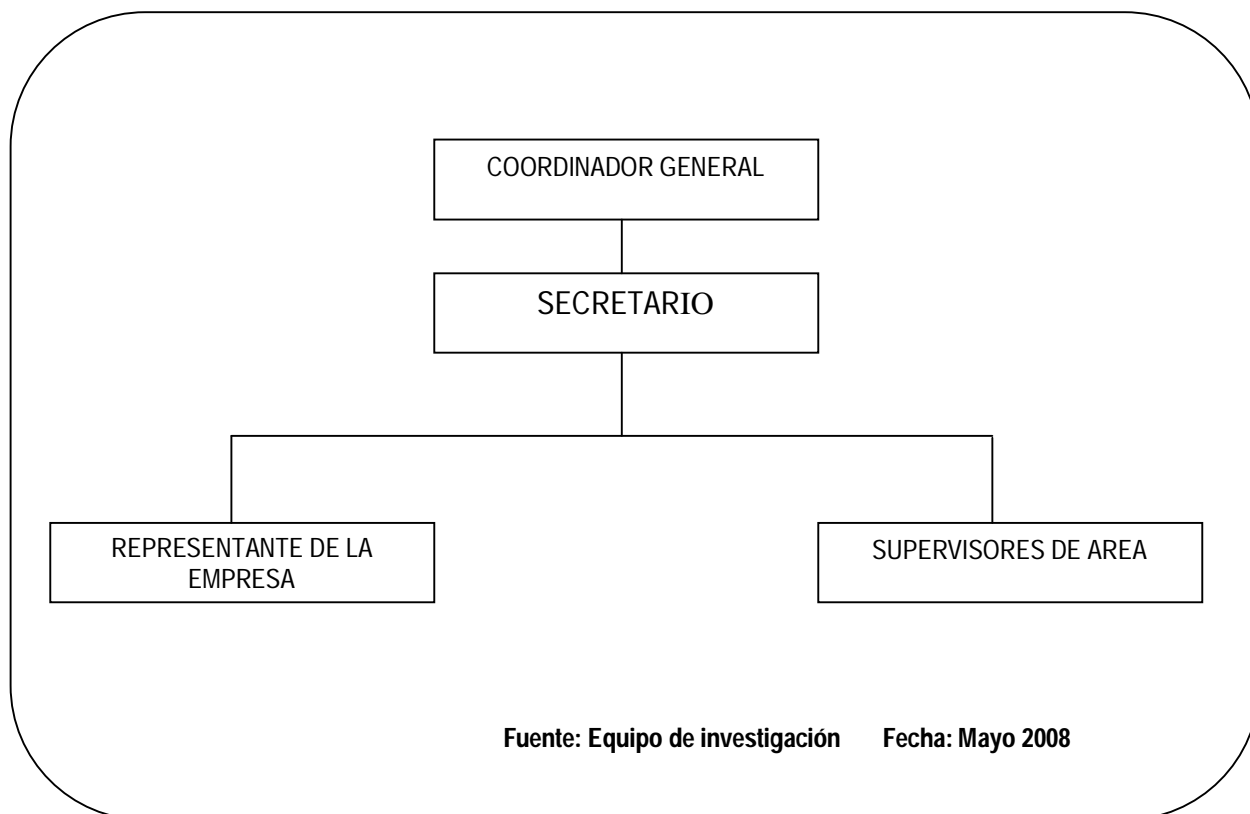 COORDINADOR GENERAL
SECRETARIO
REPRESENTANTE DE LA
EMPRESA
SUPERVISORES DE AREA
Fuente: Equipo de investigación Fecha: Mayo 2008